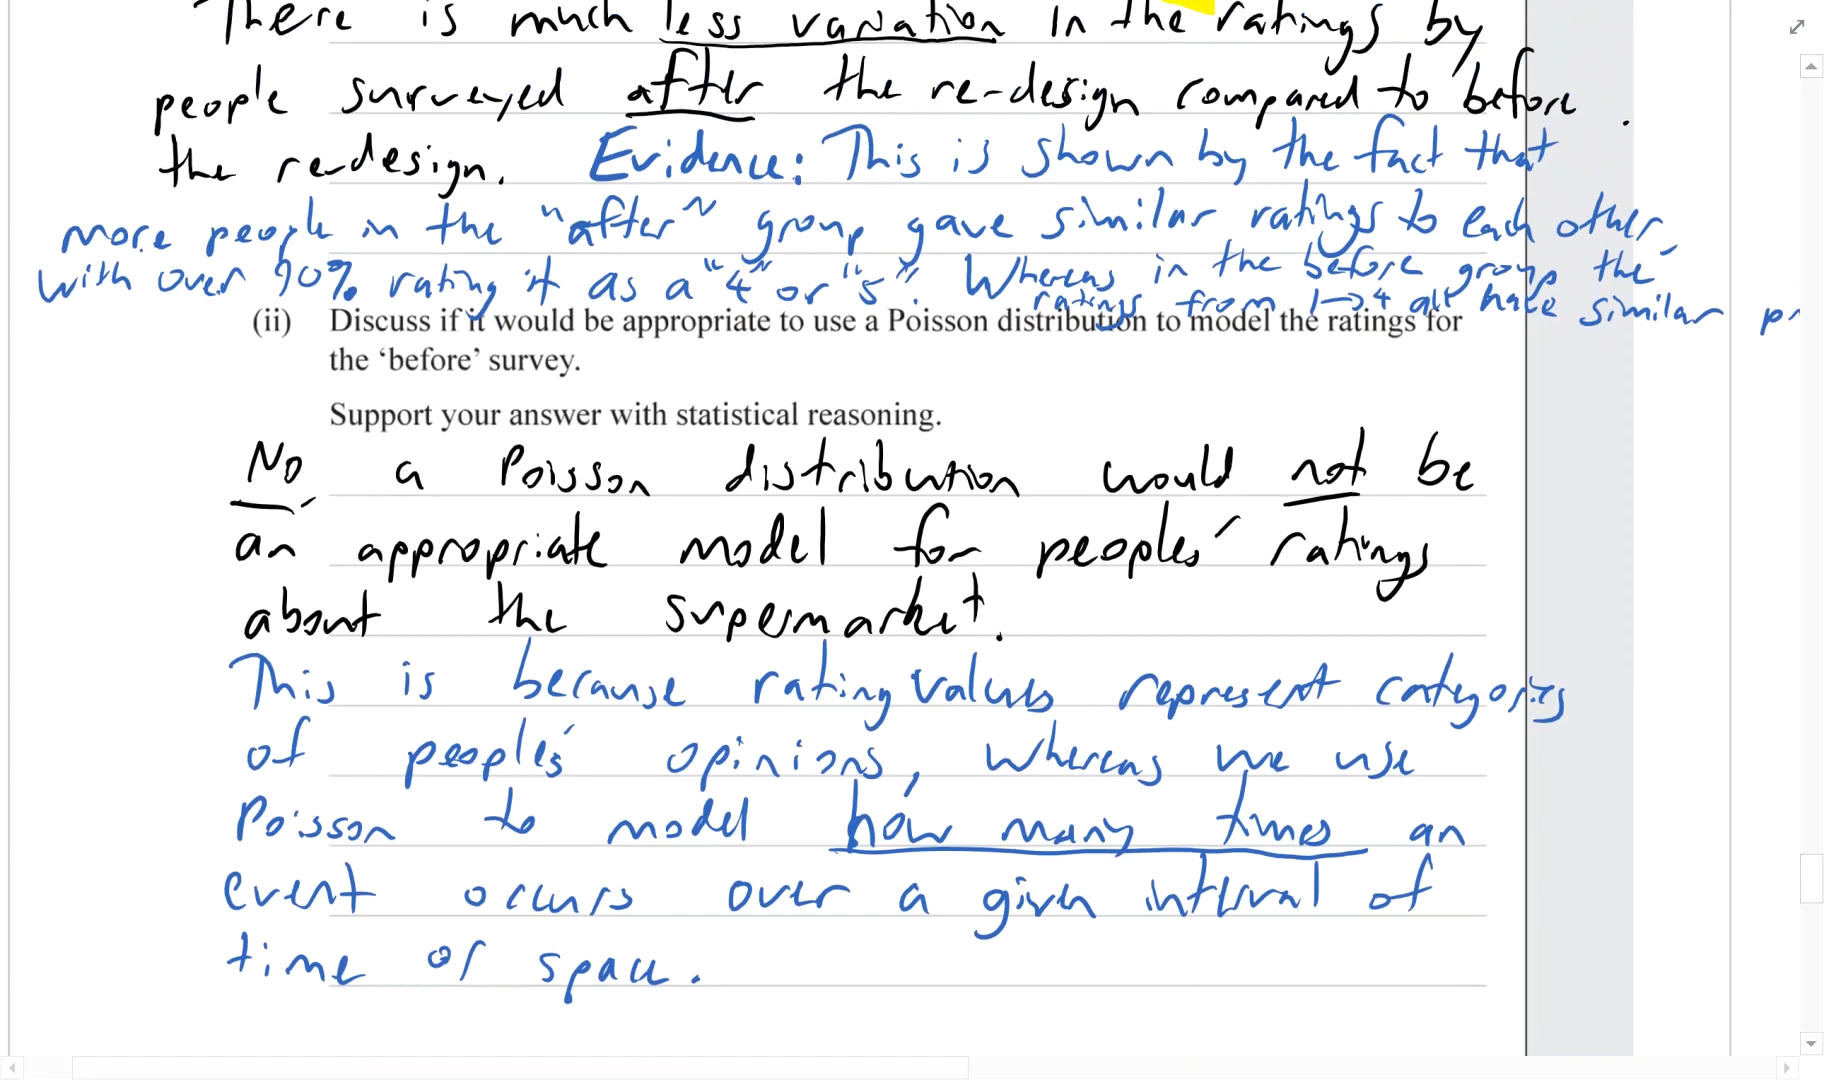 There is much less variation in the ratings by
people surveyed after the re-design compared to before
the re-design. Evidence: This is shown by the fact that
more people in the "after" group gave similar ratings to each other,
with over 90% rating it as a "4" or "5". Whereas in the before group the
ratings from 1→4 all have similar pr
(ii) Discuss if it would be appropriate to use a Poisson distribution to model the ratings for
the ‘before’ survey.
Support your answer with statistical reasoning.
No a Poisson distribution would not be
an appropriate model for peoples' ratings
about the supermarket.
This is because rating values represent categories
of peoples' opinions, whereas we use
Poisson to model how many times an
event occurs over a given interval of
time or space.